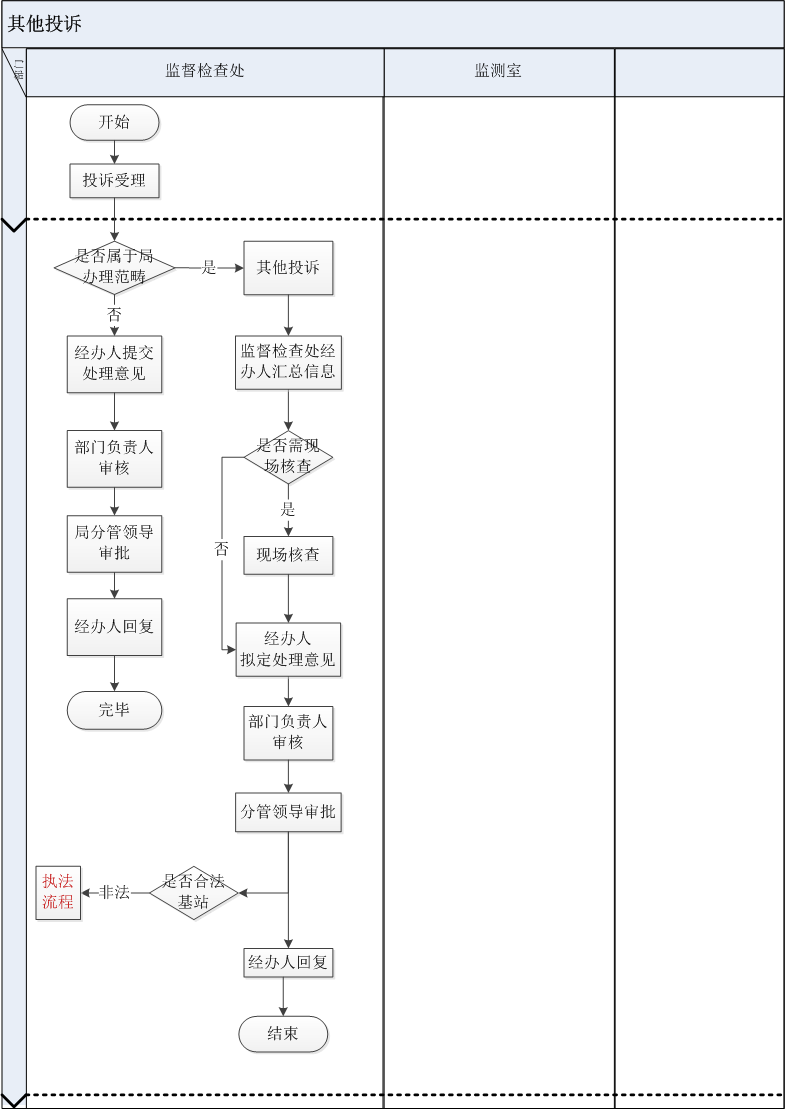 其他投诉
部门
监督检查处
监测室
开始
投诉受理
是否属于局
办理范畴
是
其他投诉
否
经办人提交
处理意见
监督检查处经
办人汇总信息
部门负责人
审核
是否需现
场核查
是
局分管领导
审批
否
现场核查
经办人回复
经办人
拟定处理意见
完毕
部门负责人
审核
分管领导审批
执法
流程
非法
是否合法
基站
经办人回复
结束